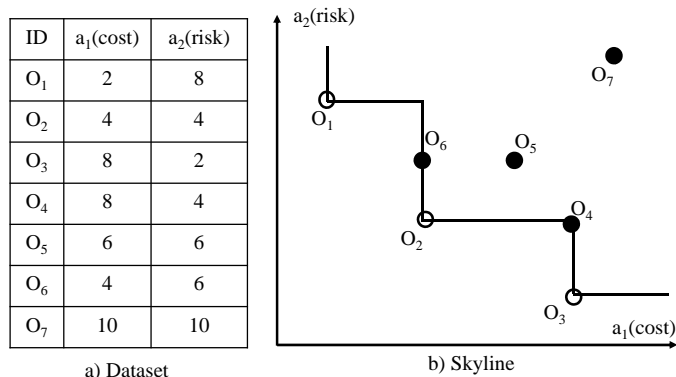 ID a₁(cost) a₂(risk)
O₁ 2 8
O₂ 4 4
O₃ 8 2
O₄ 8 4
O₅ 6 6
O₆ 4 6
O₇ 10 10
a) Dataset
a₂(risk)
O₇
O₁
O₆ O₅
O₄
O₂
O₃
a₁(cost)
b) Skyline